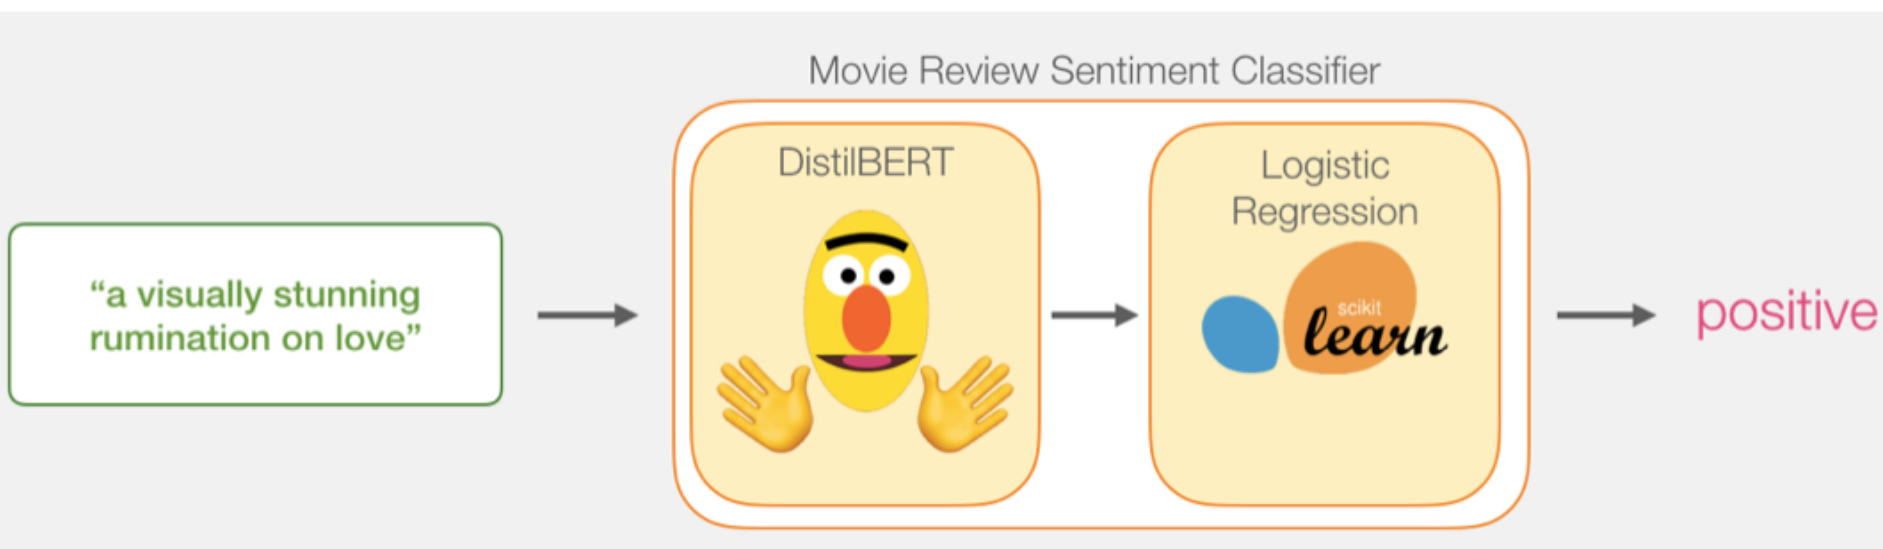 Movie Review Sentiment Classifier
“a visually stunning
rumination on love”
DistilBERT
Logistic
Regression
scikit
learn
positive